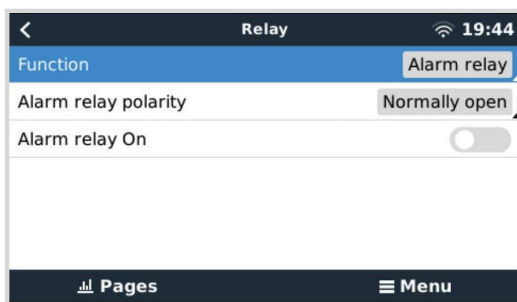 Relay 19:44
Function Alarm relay
Alarm relay polarity Normally open
Alarm relay On
Pages Menu